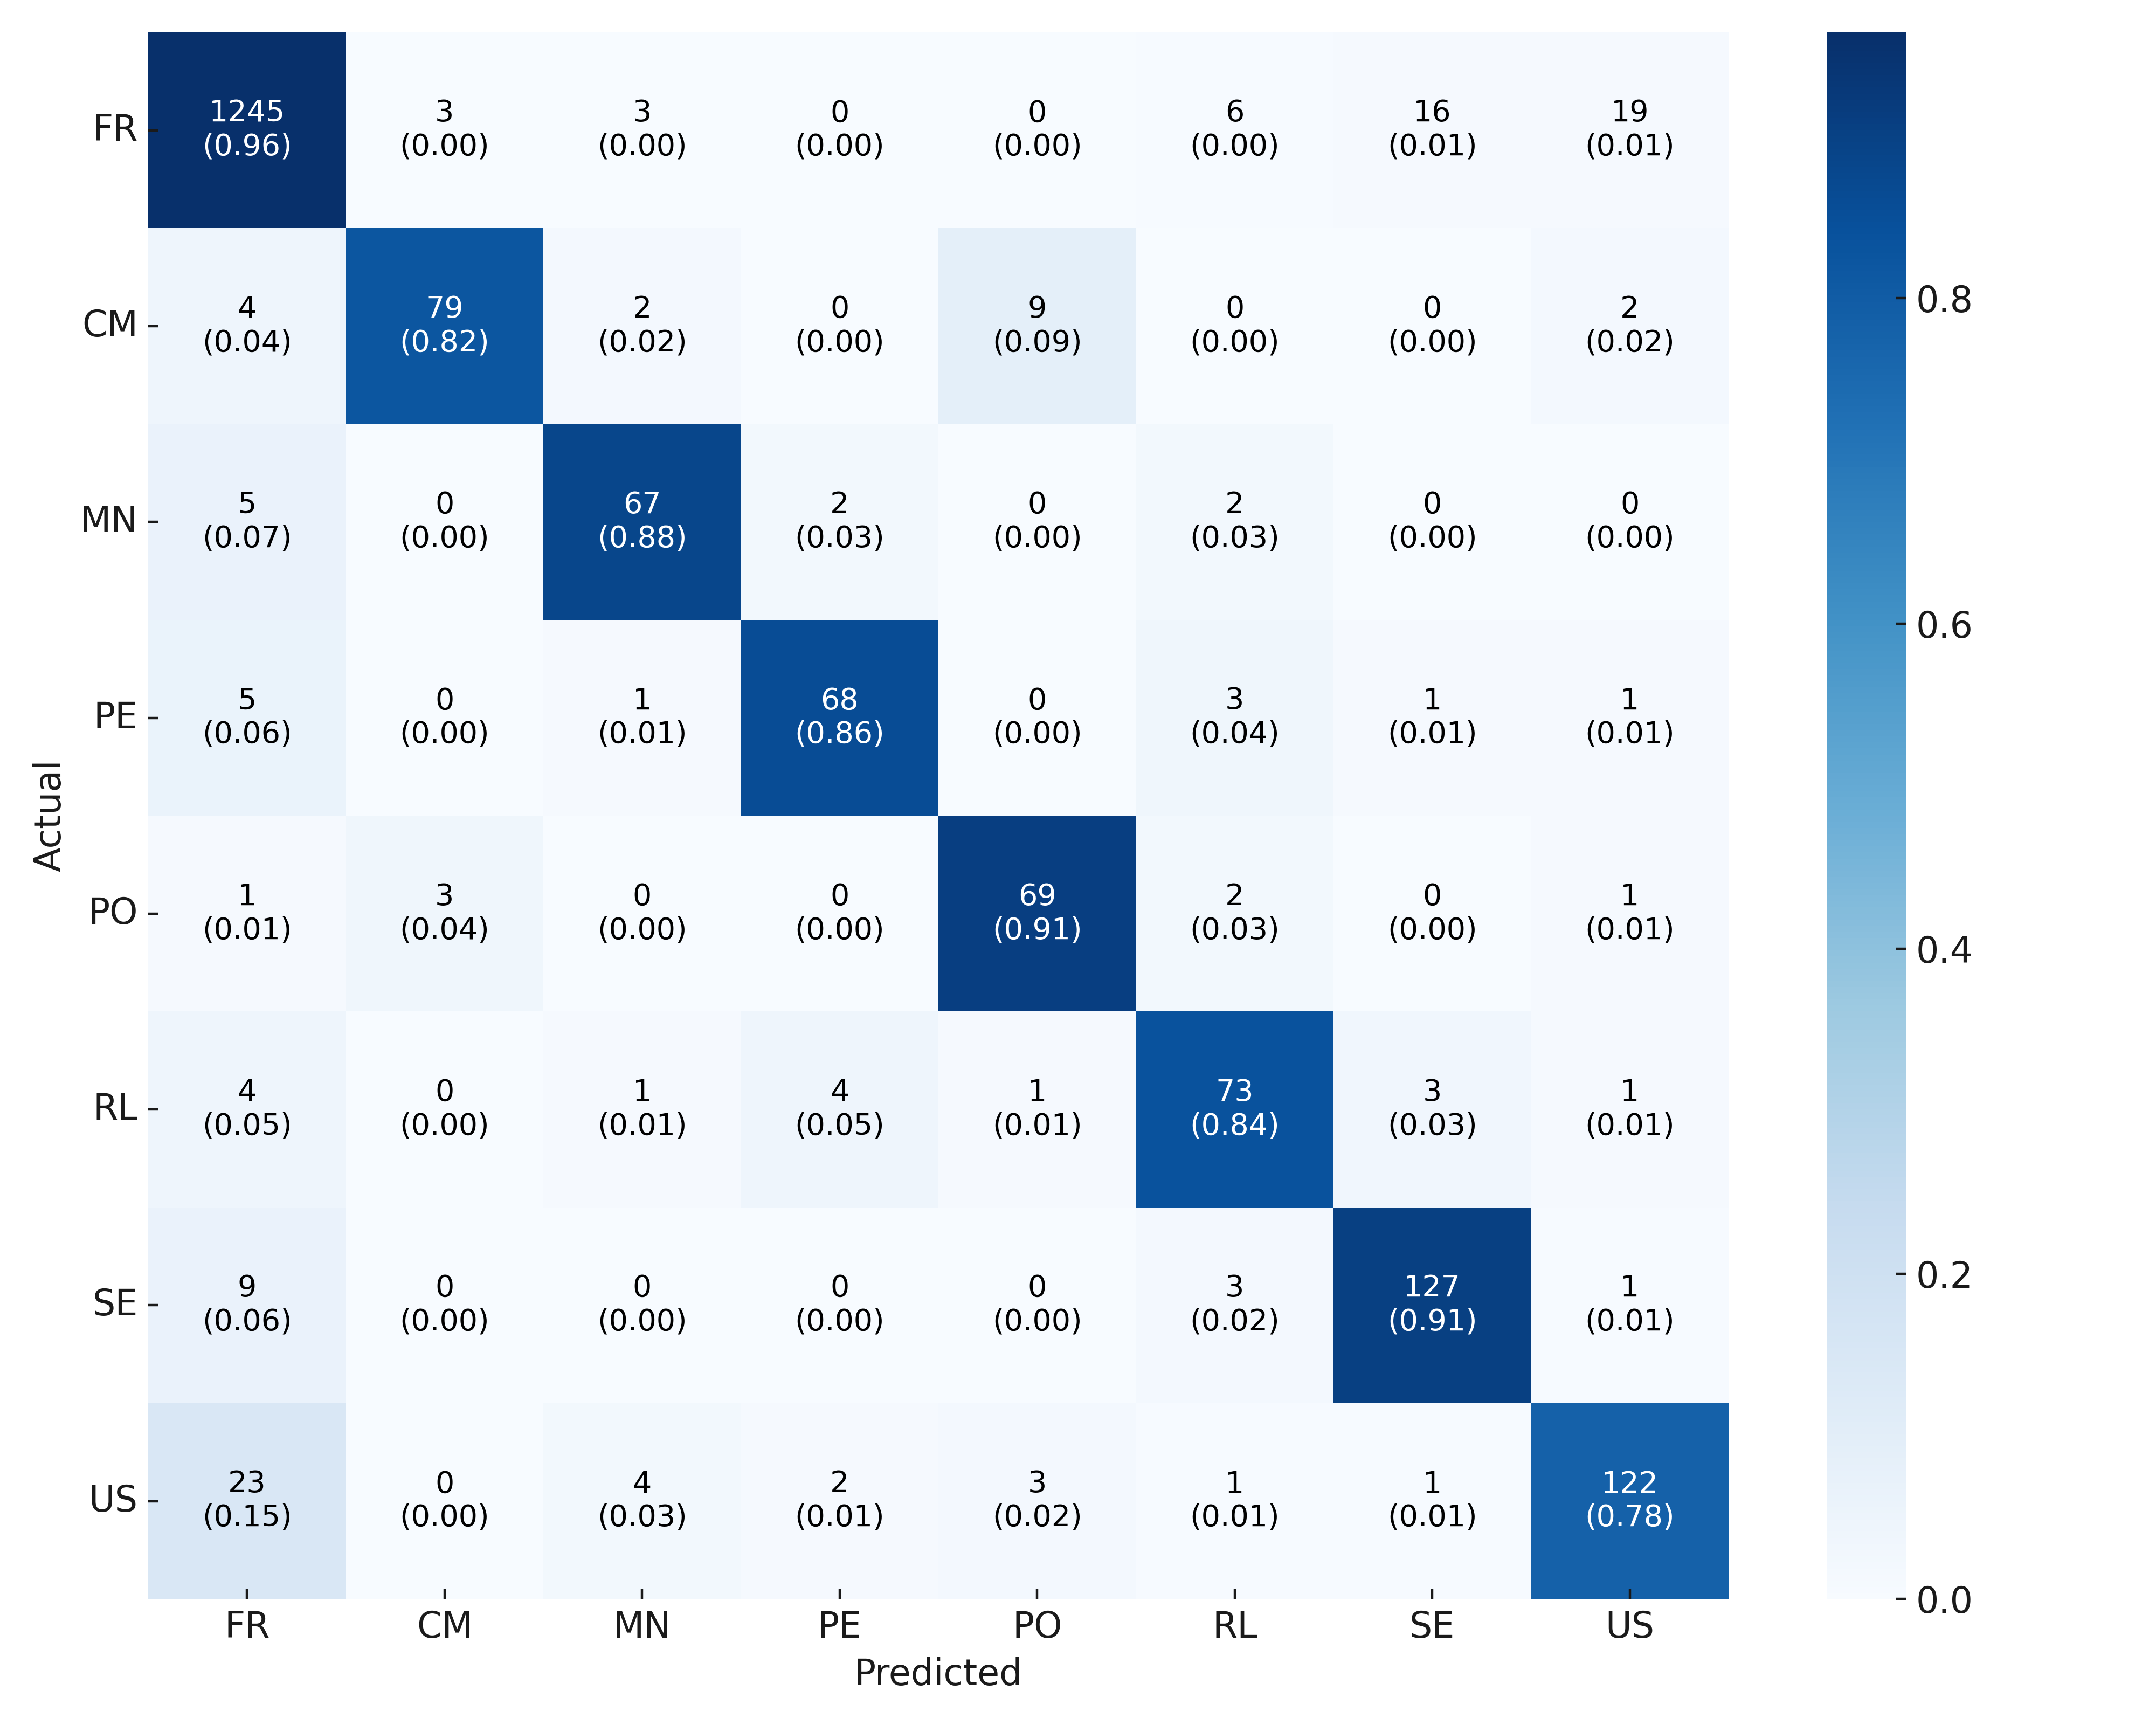 FR 1245 3 3 0 0 6 16 19
(0.96) (0.00) (0.00) (0.00) (0.00) (0.00) (0.01) (0.01)
CM 4 79 2 0 9 0 0 2
(0.04) (0.82) (0.02) (0.00) (0.09) (0.00) (0.00) (0.02)
MN 5 0 67 2 0 2 0 0
(0.07) (0.00) (0.88) (0.03) (0.00) (0.03) (0.00) (0.00)
PE 5 0 1 68 0 3 1 1
(0.06) (0.00) (0.01) (0.86) (0.00) (0.04) (0.01) (0.01)
PO 1 3 0 0 69 2 0 1
(0.01) (0.04) (0.00) (0.00) (0.91) (0.03) (0.00) (0.01)
RL 4 0 1 4 1 73 3 1
(0.05) (0.00) (0.01) (0.05) (0.01) (0.84) (0.03) (0.01)
SE 9 0 0 0 0 3 127 1
(0.06) (0.00) (0.00) (0.00) (0.00) (0.02) (0.91) (0.01)
US 23 0 4 2 3 1 1 122
(0.15) (0.00) (0.03) (0.01) (0.02) (0.01) (0.01) (0.78)
FR CM MN PE PO RL SE US
Predicted
Actual
0.8
0.6
0.4
0.2
0.0